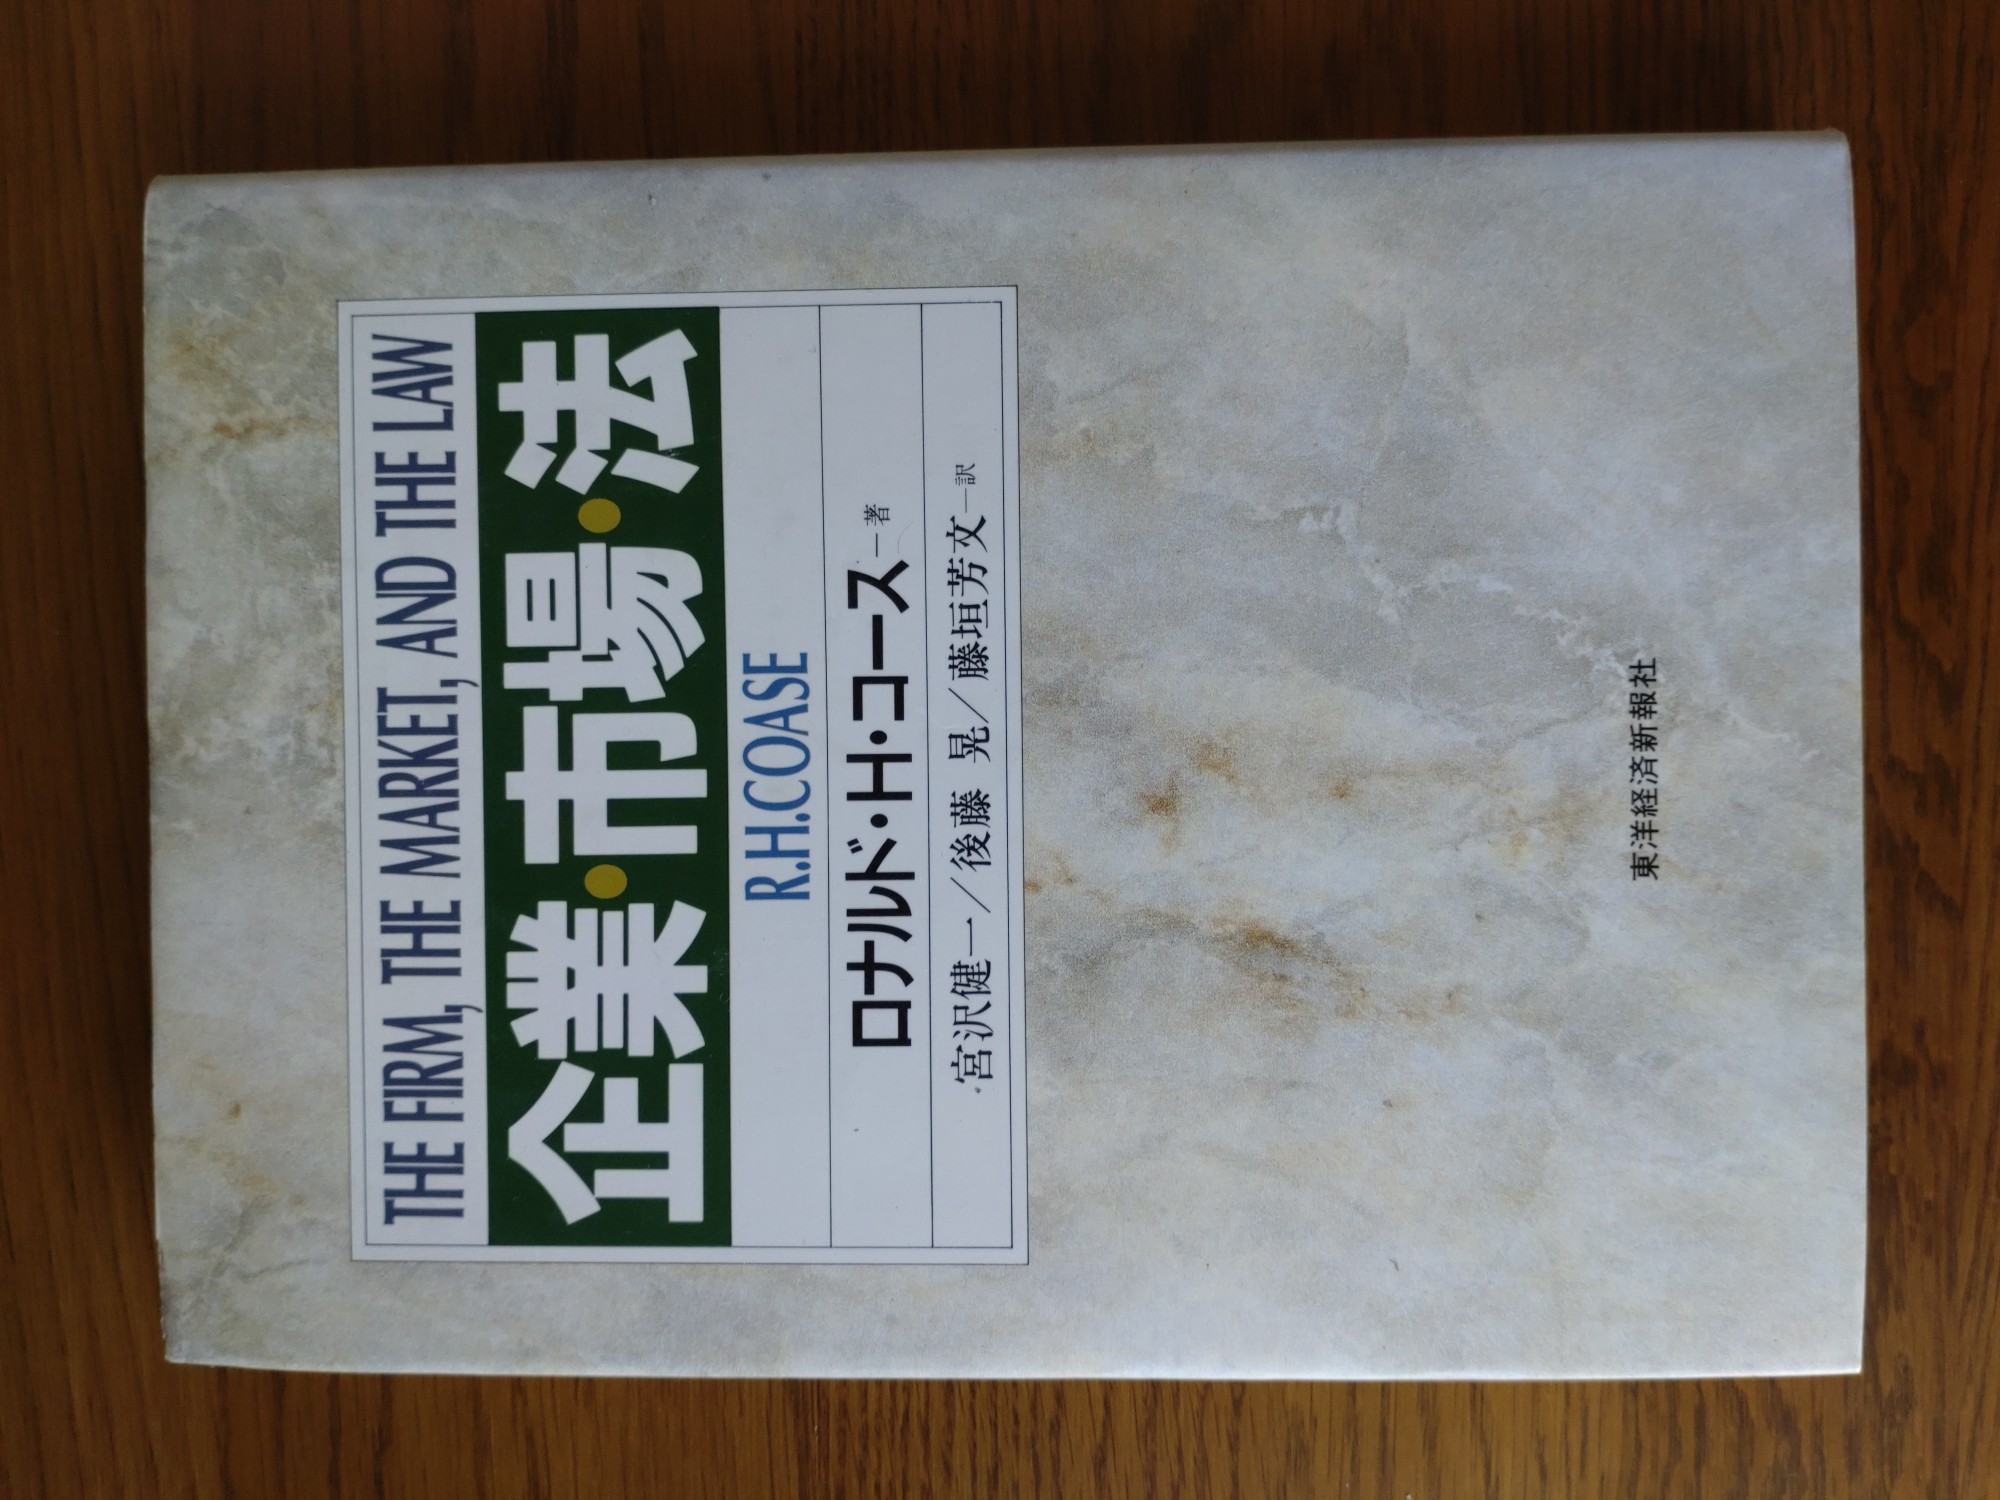 THE FIRM, THE MARKET, AND THE LAW
企業・市場・法
R.H.COASE
ロナルド・H・コース—著
宮沢健一/後藤 晃/藤垣芳文—訳
東洋経済新報社